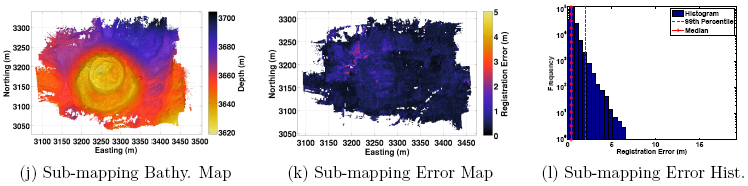 3300
3250
3200
3150
3100
3050
Northing (m)
3100 3150 3200 3250 3300 3350 3400 3450 3500
Easting (m)
3700
3680
3660
3640
3620
Depth (m)
(j) Sub-mapping Bathy. Map
3300
3250
3200
3150
3100
3050
Northing (m)
3100 3150 3200 3250 3300 3350 3400 3450
Easting (m)
5
4
3
2
1
0
Registration Error (m)
(k) Sub-mapping Error Map
Histogram
99th Percentile
Median
Frequency
0 5 10 16
Registration Error (m)
(l) Sub-mapping Error Hist.